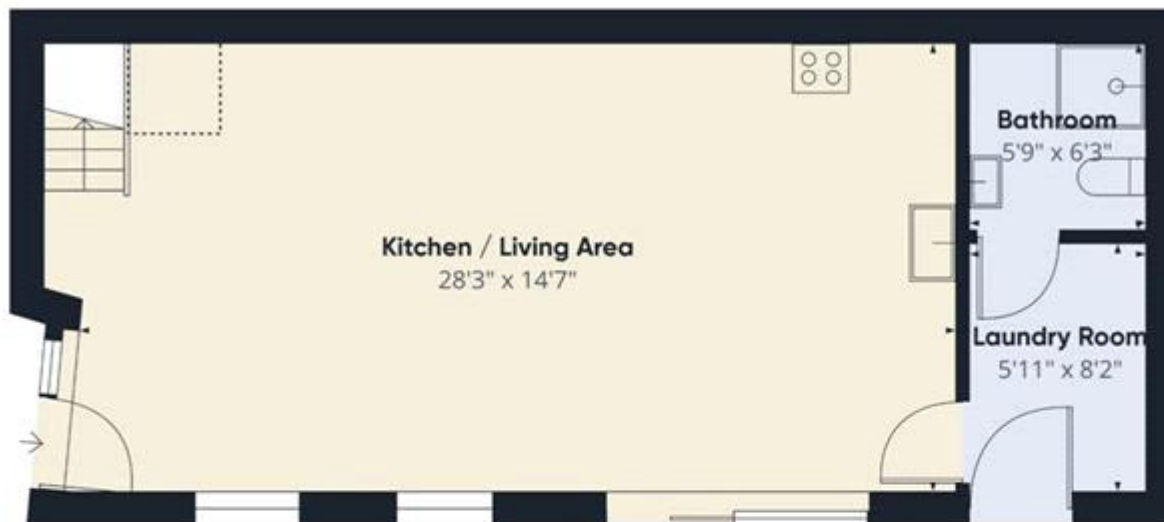 Kitchen / Living Area
28'3" x 14'7"
Bathroom
5'9" x 6'3"
Laundry Room
5'11" x 8'2"